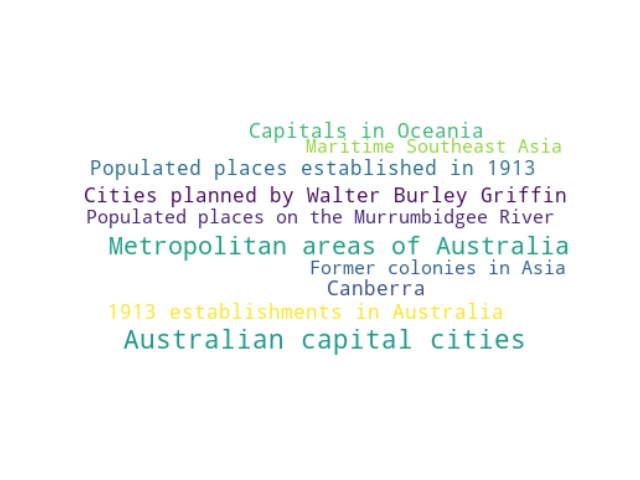 Capitals in Oceania
Maritime Southeast Asia
Populated places established in 1913
Cities planned by Walter Burley Griffin
Populated places on the Murrumbidgee River
Metropolitan areas of Australia
Former colonies in Asia
Canberra
1913 establishments in Australia
Australian capital cities